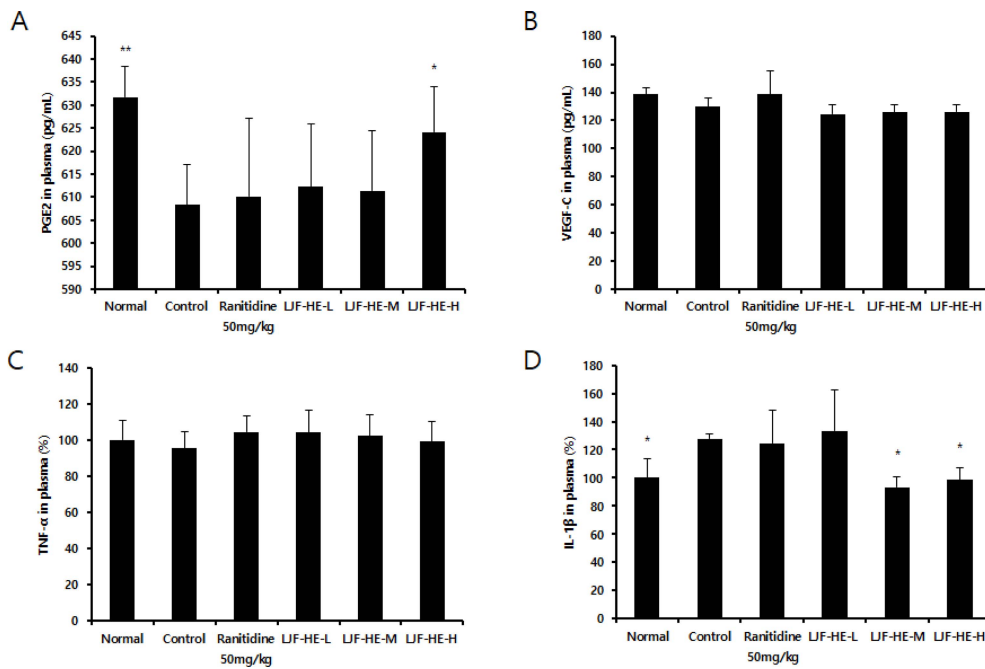 A
PGE2 in plasma (pg/mL)
645
640
635
630
625
620
615
610
605
600
595
590
**
*
Normal Control Ranitidine LJF-HE-L LJF-HE-M LJF-HE-H
50mg/kg
B
VEGF-C in plasma (pg/mL)
180
160
140
120
100
80
60
40
20
0
Normal Control Ranitidine LJF-HE-L LJF-HE-M LJF-HE-H
50mg/kg
C
TNF-α in plasma (%)
140
120
100
80
60
40
20
0
Normal Control Ranitidine LJF-HE-L LJF-HE-M LJF-HE-H
50mg/kg
D
IL-1β in plasma (%)
180
160
140
120
100
80
60
40
20
0
*
*
*
Normal Control Ranitidine LJF-HE-L LJF-HE-M LJF-HE-H
50mg/kg